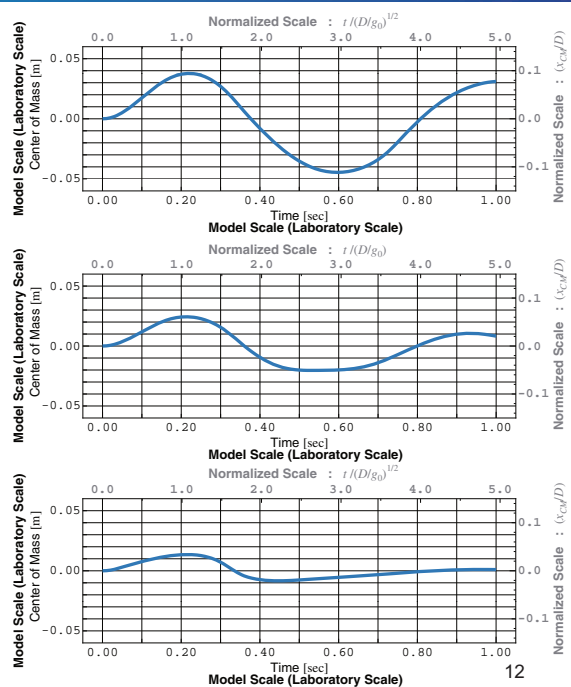 Normalized Scale : t /(D/g0)^1/2
0.0 1.0 2.0 3.0 4.0 5.0
Model Scale (Laboratory Scale)
Center of Mass [m]
0.05
0.00
−0.05
0.1
0.0
−0.1
Normalized Scale : (xCM/D)
0.00 0.20 0.40 0.60 0.80 1.00
Time [sec]
Model Scale (Laboratory Scale)
Normalized Scale : t /(D/g0)
0.0 1.0 2.0 3.0 4.0 5.0
Model Scale (Laboratory Scale)
Center of Mass [m]
0.05
0.00
−0.05
0.1
0.0
−0.1
Normalized Scale : (xCM/D)
0.00 0.20 0.40 0.60 0.80 1.00
Time [sec]
Model Scale (Laboratory Scale)
Normalized Scale : t /(D/g0)^1/2
0.0 1.0 2.0 3.0 4.0 5.0
Model Scale (Laboratory Scale)
Center of Mass [m]
0.05
0.00
−0.05
0.1
0.0
−0.1
Normalized Scale : (xCM/D)
0.00 0.20 0.40 0.60 0.80 1.00
Time [sec]
Model Scale (Laboratory Scale)
12